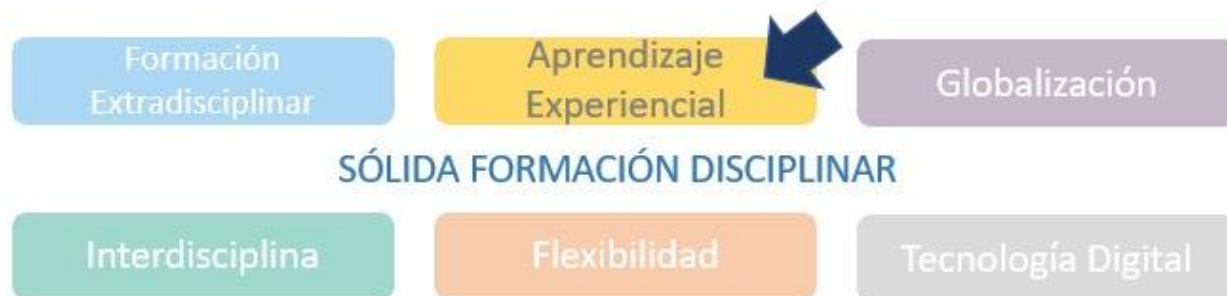 Formación
Extradisciplinar
Aprendizaje
Experiencial
Globalización
SÓLIDA FORMACIÓN DISCIPLINAR
Interdisciplina
Flexibilidad
Tecnología Digital